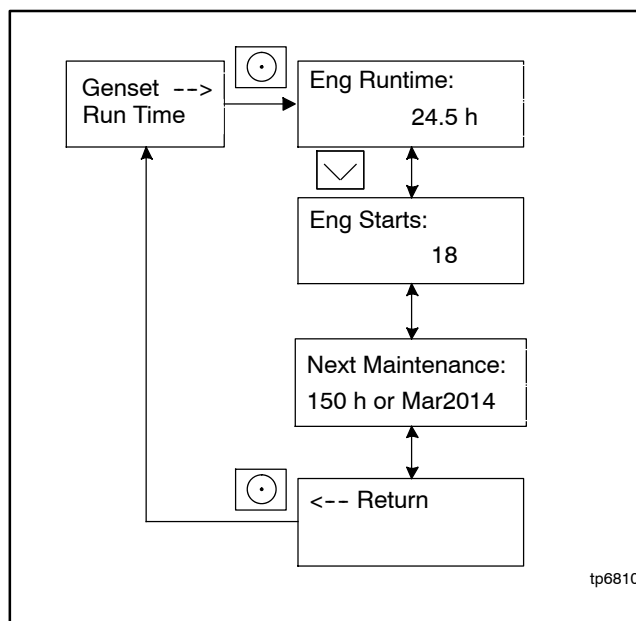 Genset -->
Run Time
Eng Runtime:
24.5 h
Eng Starts:
18
Next Maintenance:
150 h or Mar2014
<-- Return
tp6810